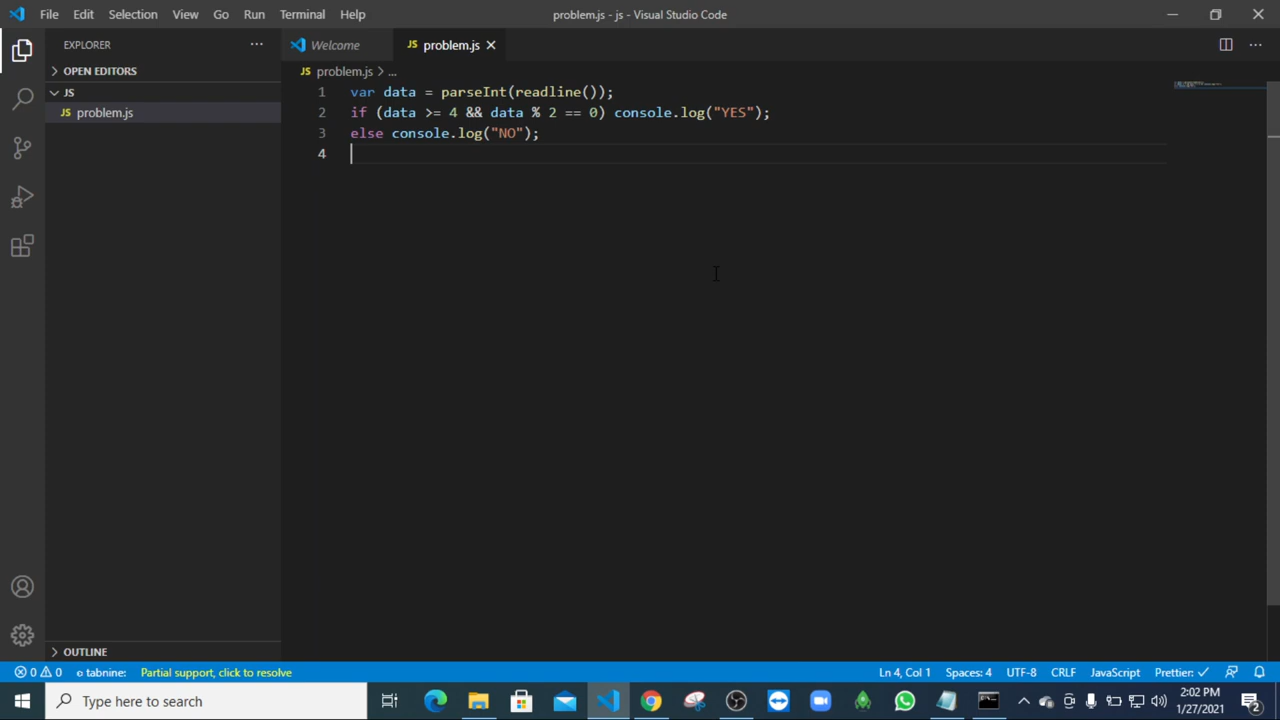 File Edit Selection View Go Run Terminal Help
problem.js - js - Visual Studio Code
EXPLORER
Welcome
JS problem.js
OPEN EDITORS
JS
JS problem.js
JS problem.js > ...
1 var data = parseInt(readline());
2 if (data >= 4 && data % 2 == 0) console.log("YES");
3 else console.log("NO");
4
OUTLINE
0 0 tabnine: Partial support, click to resolve
Ln 4, Col 1 Spaces: 4 UTF-8 CRLF JavaScript Prettier:
Type here to search
2:02 PM
1/27/2021
2